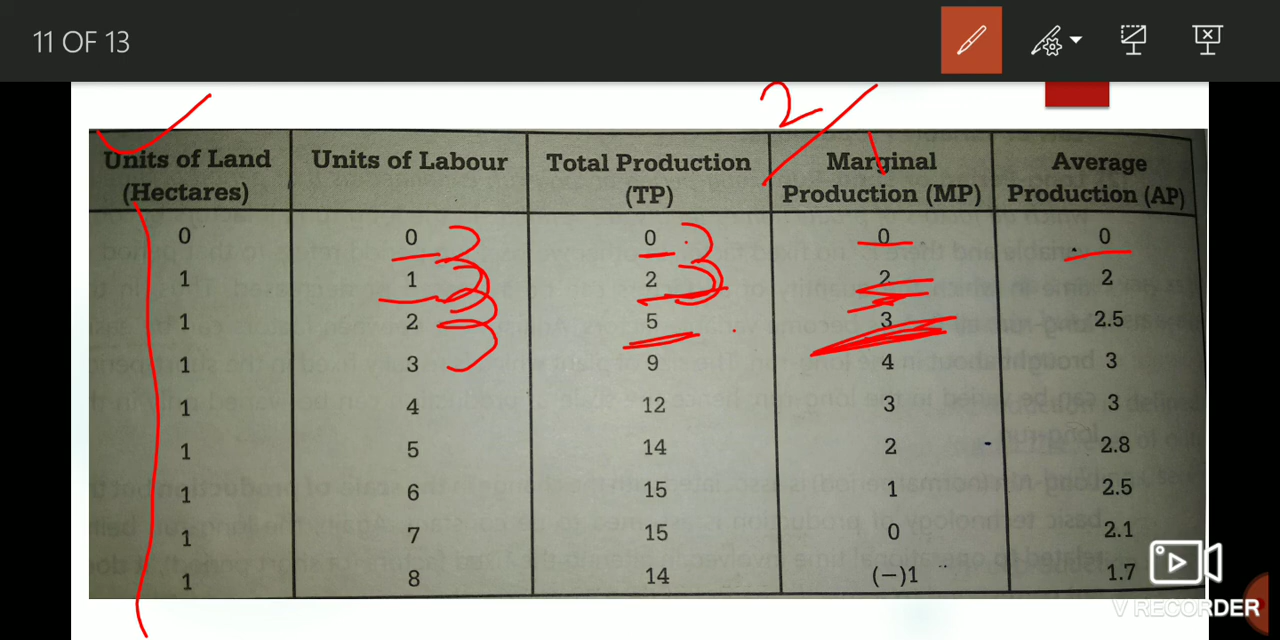 11 OF 13
2
Units of Land (Hectares) Units of Labour Total Production (TP) Marginal Production (MP) Average Production (AP)
0 0 0 0 0
1 1 2 2 2
1 2 5 3 2.5
1 3 9 4 3
1 4 12 3 3
1 5 14 2 2.8
1 6 15 1 2.5
1 7 15 0 2.1
1 8 14 (−)1 1.7
V RECORDER